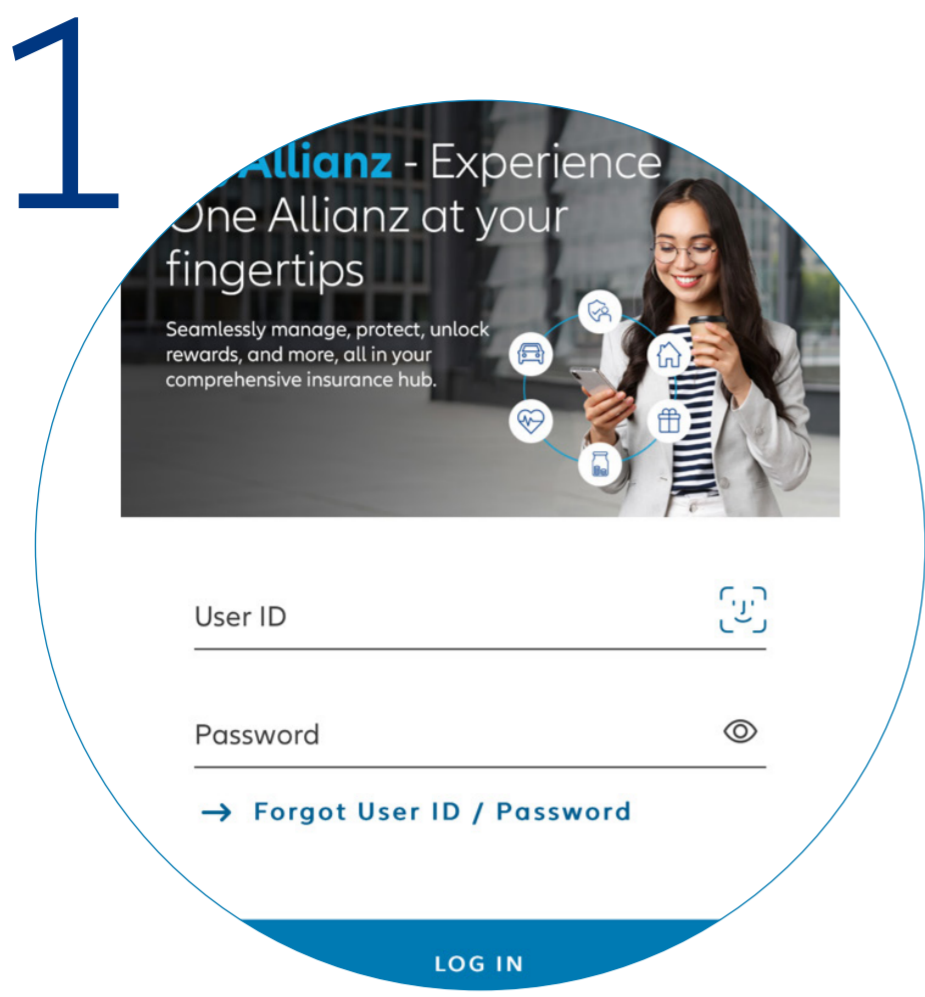 1
Allianz - Experience
One Allianz at your
fingertips
Seamlessly manage, protect, unlock
rewards, and more, all in your
comprehensive insurance hub.
User ID
Password
→ Forgot User ID / Password
LOG IN